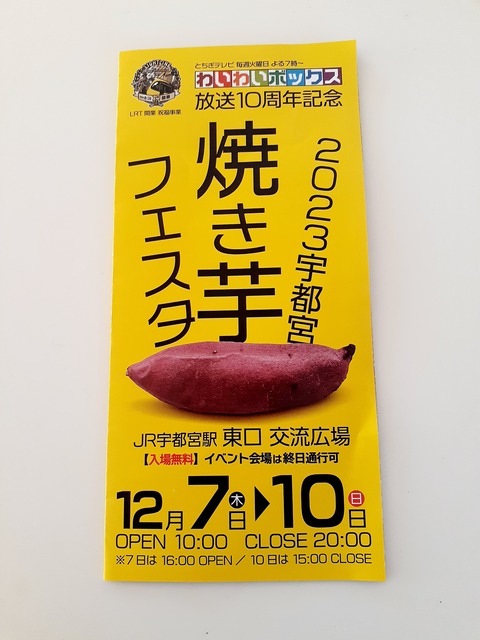 LRT 開業 祝福事業
とちぎテレビ 毎週火曜日 よる7時～
わいわいボックス
放送10周年記念
2023宇都宮
焼き芋
フェスタ
JR宇都宮駅 東口 交流広場
【入場無料】イベント会場は終日通行可
12月7日木▶10日日
OPEN 10:00 CLOSE 20:00
※7日は16:00 OPEN / 10日は15:00 CLOSE